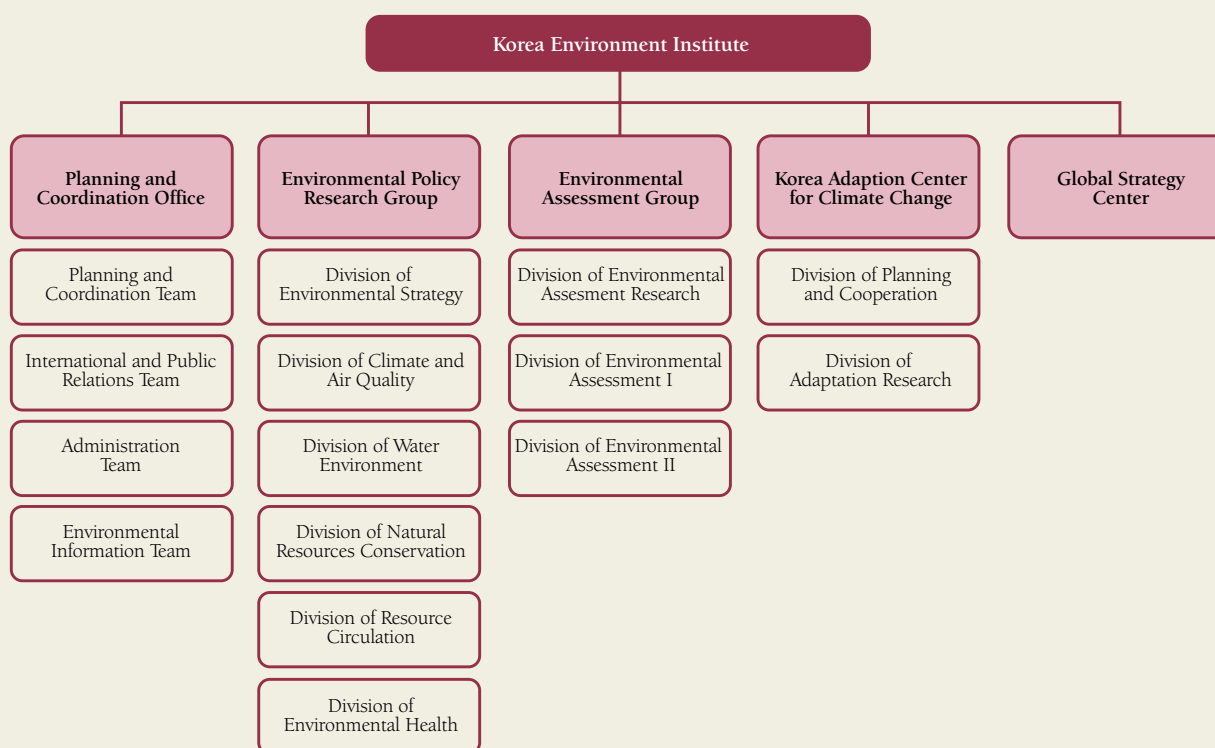 Korea Environment Institute
Planning and
Coordination Office
Planning and
Coordination Team
International and Public
Relations Team
Administration
Team
Environmental
Information Team
Environmental Policy
Research Group
Division of
Environmental Strategy
Division of Climate and
Air Quality
Division of Water
Environment
Division of Natural
Resources Conservation
Division of Resource
Circulation
Division of
Environmental Health
Environmental
Assessment Group
Division of Environmental
Assesment Research
Division of Environmental
Assessment I
Division of Environmental
Assessment II
Korea Adaption Center
for Climate Change
Division of Planning
and Cooperation
Division of
Adaptation Research
Global Strategy
Center